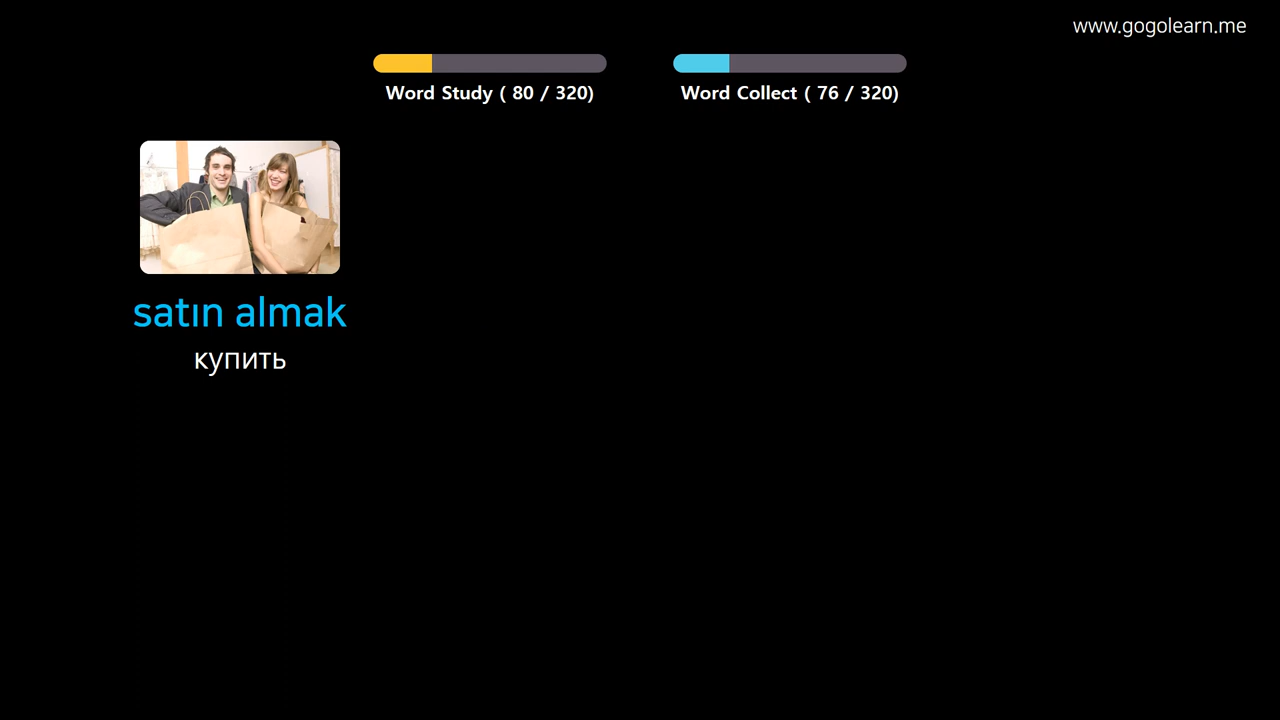 www.gogolearn.me
Word Study ( 80 / 320)
Word Collect ( 76 / 320)
satın almak
купить